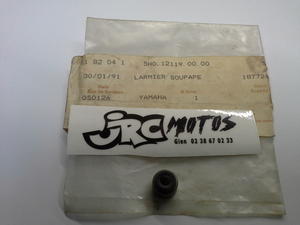 1 82 04 1 5H0.12119.00 00
30/01/91 LARMIER SOUPAPE 187724
05012A YAMAHA 1
JRC MOTOS
Gien 02 38 67 02 33